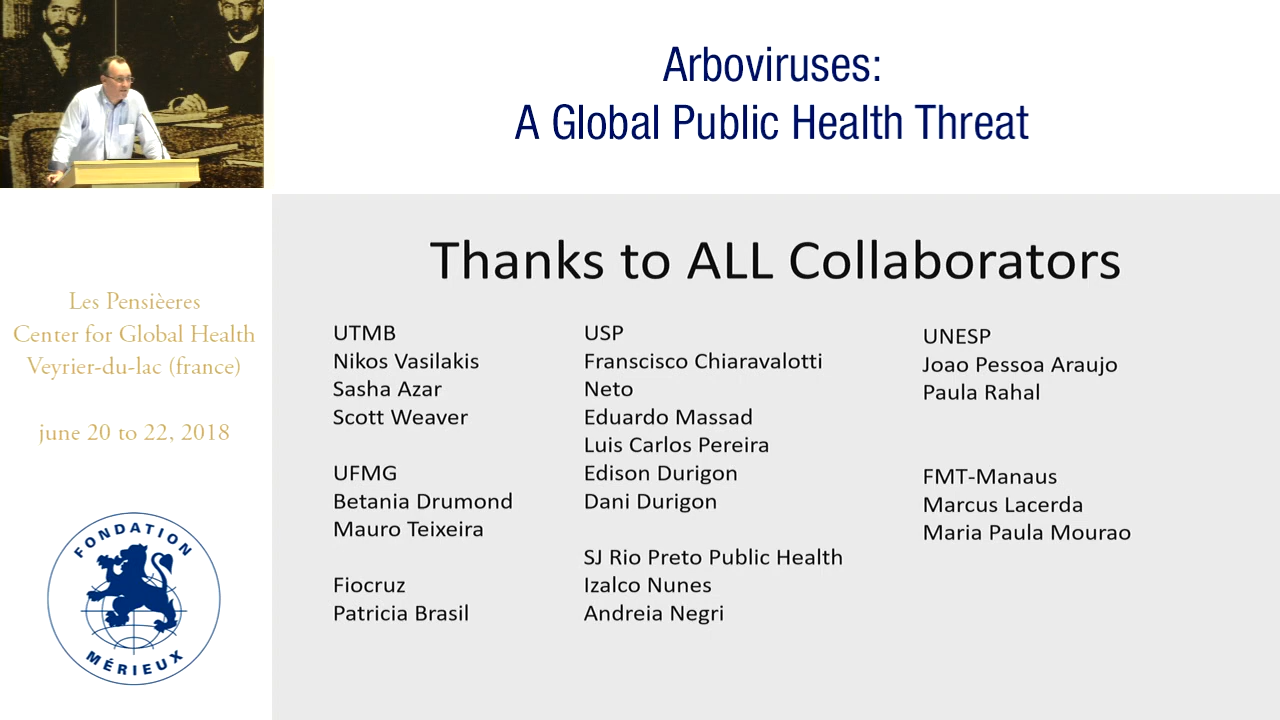 Arboviruses:
A Global Public Health Threat
Les Pensièeres
Center for Global Health
Veyrier-du-lac (france)
june 20 to 22, 2018
FONDATION
MÉRIEUX
Thanks to ALL Collaborators
UTMB
Nikos Vasilakis
Sasha Azar
Scott Weaver
UFMG
Betania Drumond
Mauro Teixeira
Fiocruz
Patricia Brasil
USP
Franscisco Chiaravalotti
Neto
Eduardo Massad
Luis Carlos Pereira
Edison Durigon
Dani Durigon
SJ Rio Preto Public Health
Izalco Nunes
Andreia Negri
UNESP
Joao Pessoa Araujo
Paula Rahal
FMT-Manaus
Marcus Lacerda
Maria Paula Mourao